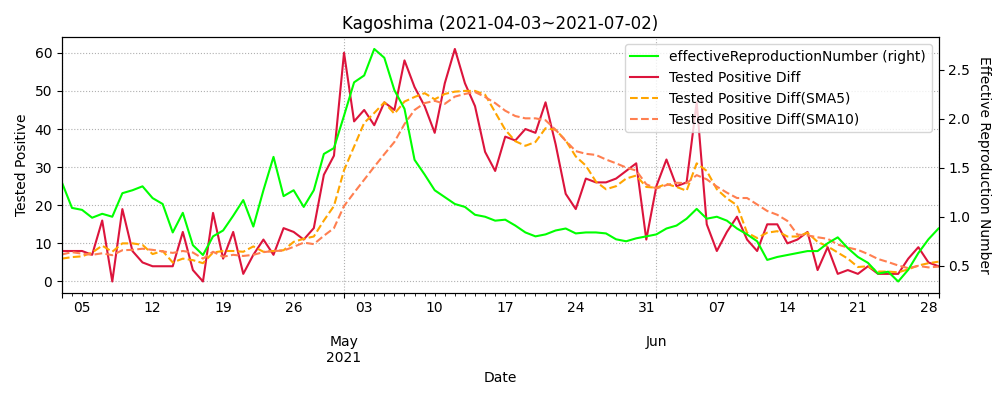 Kagoshima (2021-04-03~2021-07-02)
effectiveReproductionNumber (right)
Tested Positive Diff
Tested Positive Diff(SMA5)
Tested Positive Diff(SMA10)
Tested Positive
60
50
40
30
20
10
0
2.5
2.0
1.5
1.0
0.5
Effective Reproduction Number
05 12 19 26 03 10 17 24 31 07 14 21 28
May Jun
2021
Date